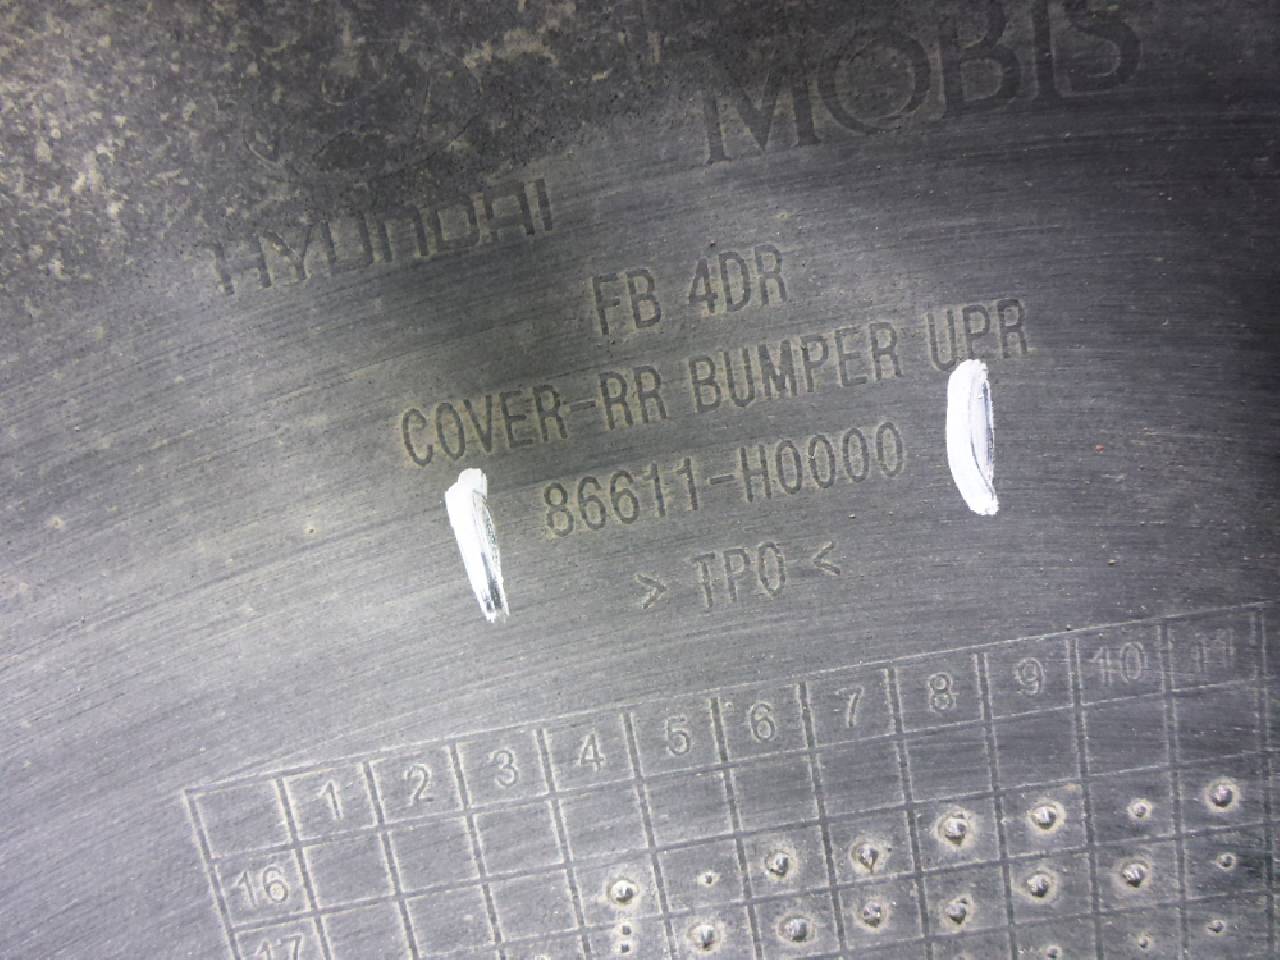 MOBIS
HYUNDAI
FB 4DR
COVER-RR BUMPER UPR
86611-H0000
> TPO <
1 2 3 4 5 6 7 8 9 10 11
16
17